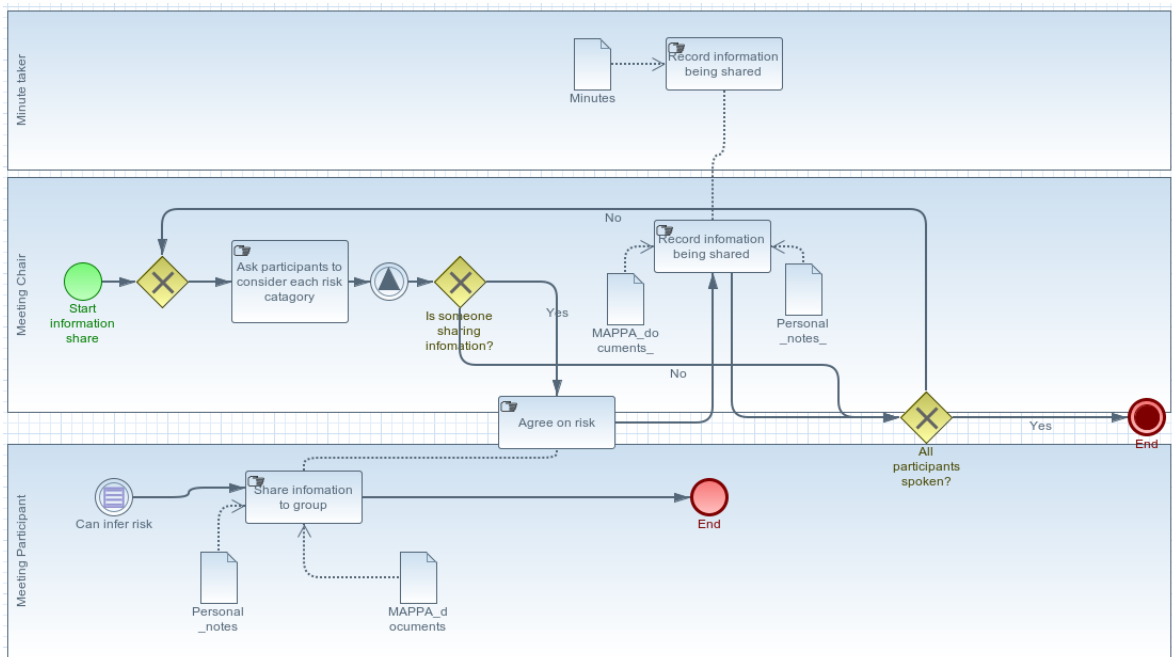 Minute taker
Minutes
Record information
being shared
Meeting Chair
Start
information
share
Ask participants to
consider each risk
catagory
Is someone
sharing
infomation?
Yes
No
No
Record infomation
being shared
MAPPA_do
cuments_
Personal
_notes_
Agree on risk
All
participants
spoken?
Yes
End
Meeting Participant
Can infer risk
Share infomation
to group
End
Personal
_notes
MAPPA_d
ocuments